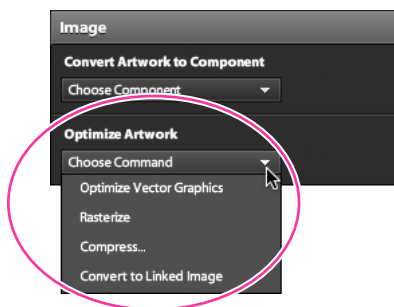 Image
Convert Artwork to Component
Choose Component
Optimize Artwork
Choose Command
Optimize Vector Graphics
Rasterize
Compress...
Convert to Linked Image